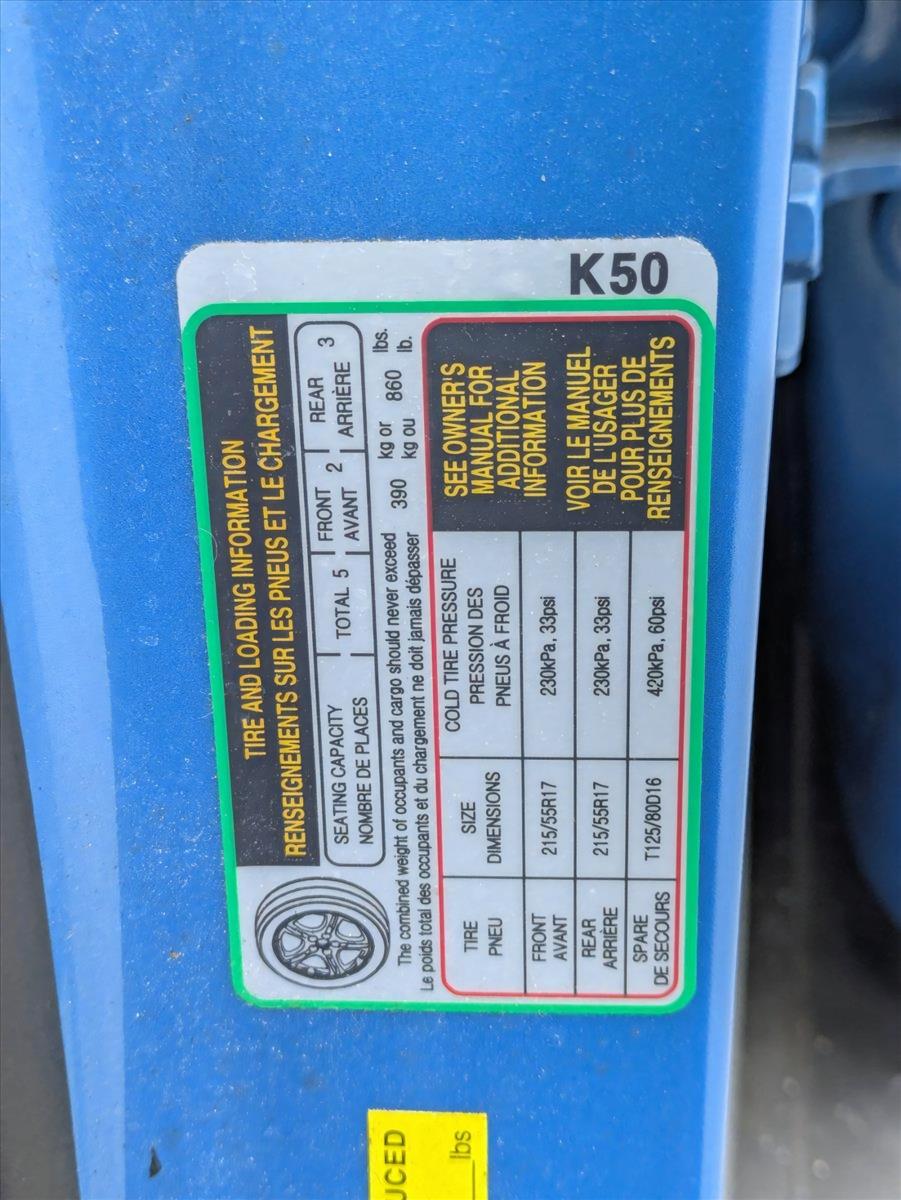 K50
TIRE AND LOADING INFORMATION
RENSEIGNEMENTS SUR LES PNEUS ET LE CHARGEMENT
SEATING CAPACITY
NOMBRE DE PLACES
TOTAL 5
FRONT
AVANT
2
REAR
ARRIÈRE
3
The combined weight of occupants and cargo should never exceed 390 kg or 860 lbs.
Le poids total des occupants et du chargement ne doit jamais dépasser kg ou lb.
TIRE
PNEU
SIZE
DIMENSIONS
COLD TIRE PRESSURE
PRESSION DES
PNEUS À FROID
FRONT
AVANT
215/55R17
230kPa, 33psi
REAR
ARRIÈRE
215/55R17
230kPa, 33psi
SPARE
DE SECOURS
T125/80D16
420kPa, 60psi
SEE OWNER'S
MANUAL FOR
ADDITIONAL
INFORMATION
VOIR LE MANUEL
DE L'USAGER
POUR PLUS DE
RENSEIGNEMENTS
UCED
lbs